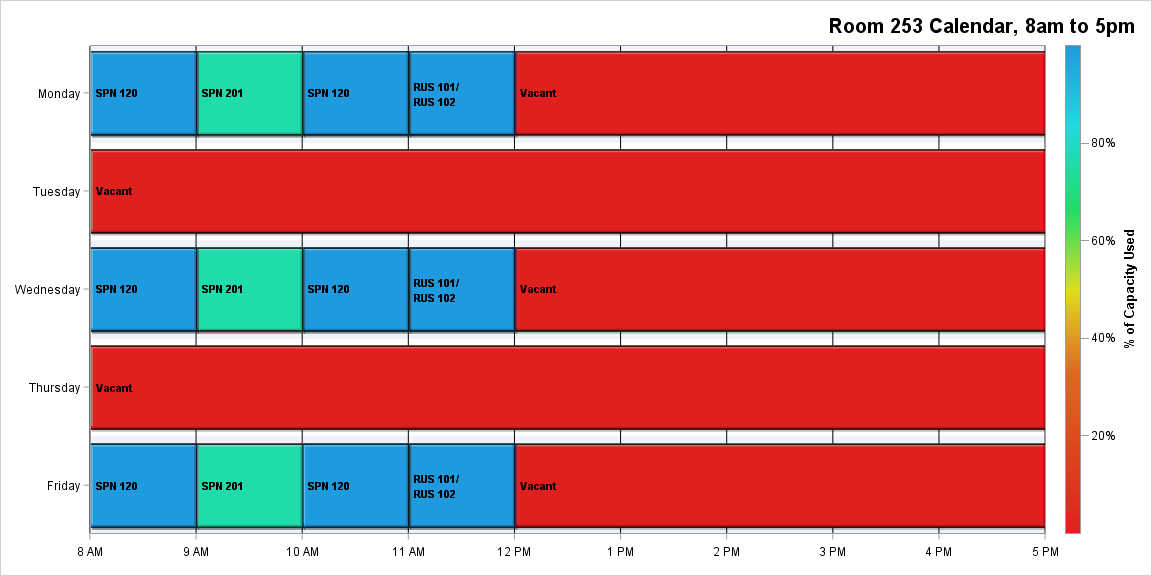 Room 253 Calendar, 8am to 5pm
Monday
SPN 120
SPN 201
SPN 120
RUS 101/
RUS 102
Vacant
Tuesday
Vacant
Wednesday
SPN 120
SPN 201
SPN 120
RUS 101/
RUS 102
Vacant
Thursday
Vacant
Friday
SPN 120
SPN 201
SPN 120
RUS 101/
RUS 102
Vacant
8 AM 9 AM 10 AM 11 AM 12 PM 1 PM 2 PM 3 PM 4 PM 5 PM
80%
60%
40%
20%
% of Capacity Used